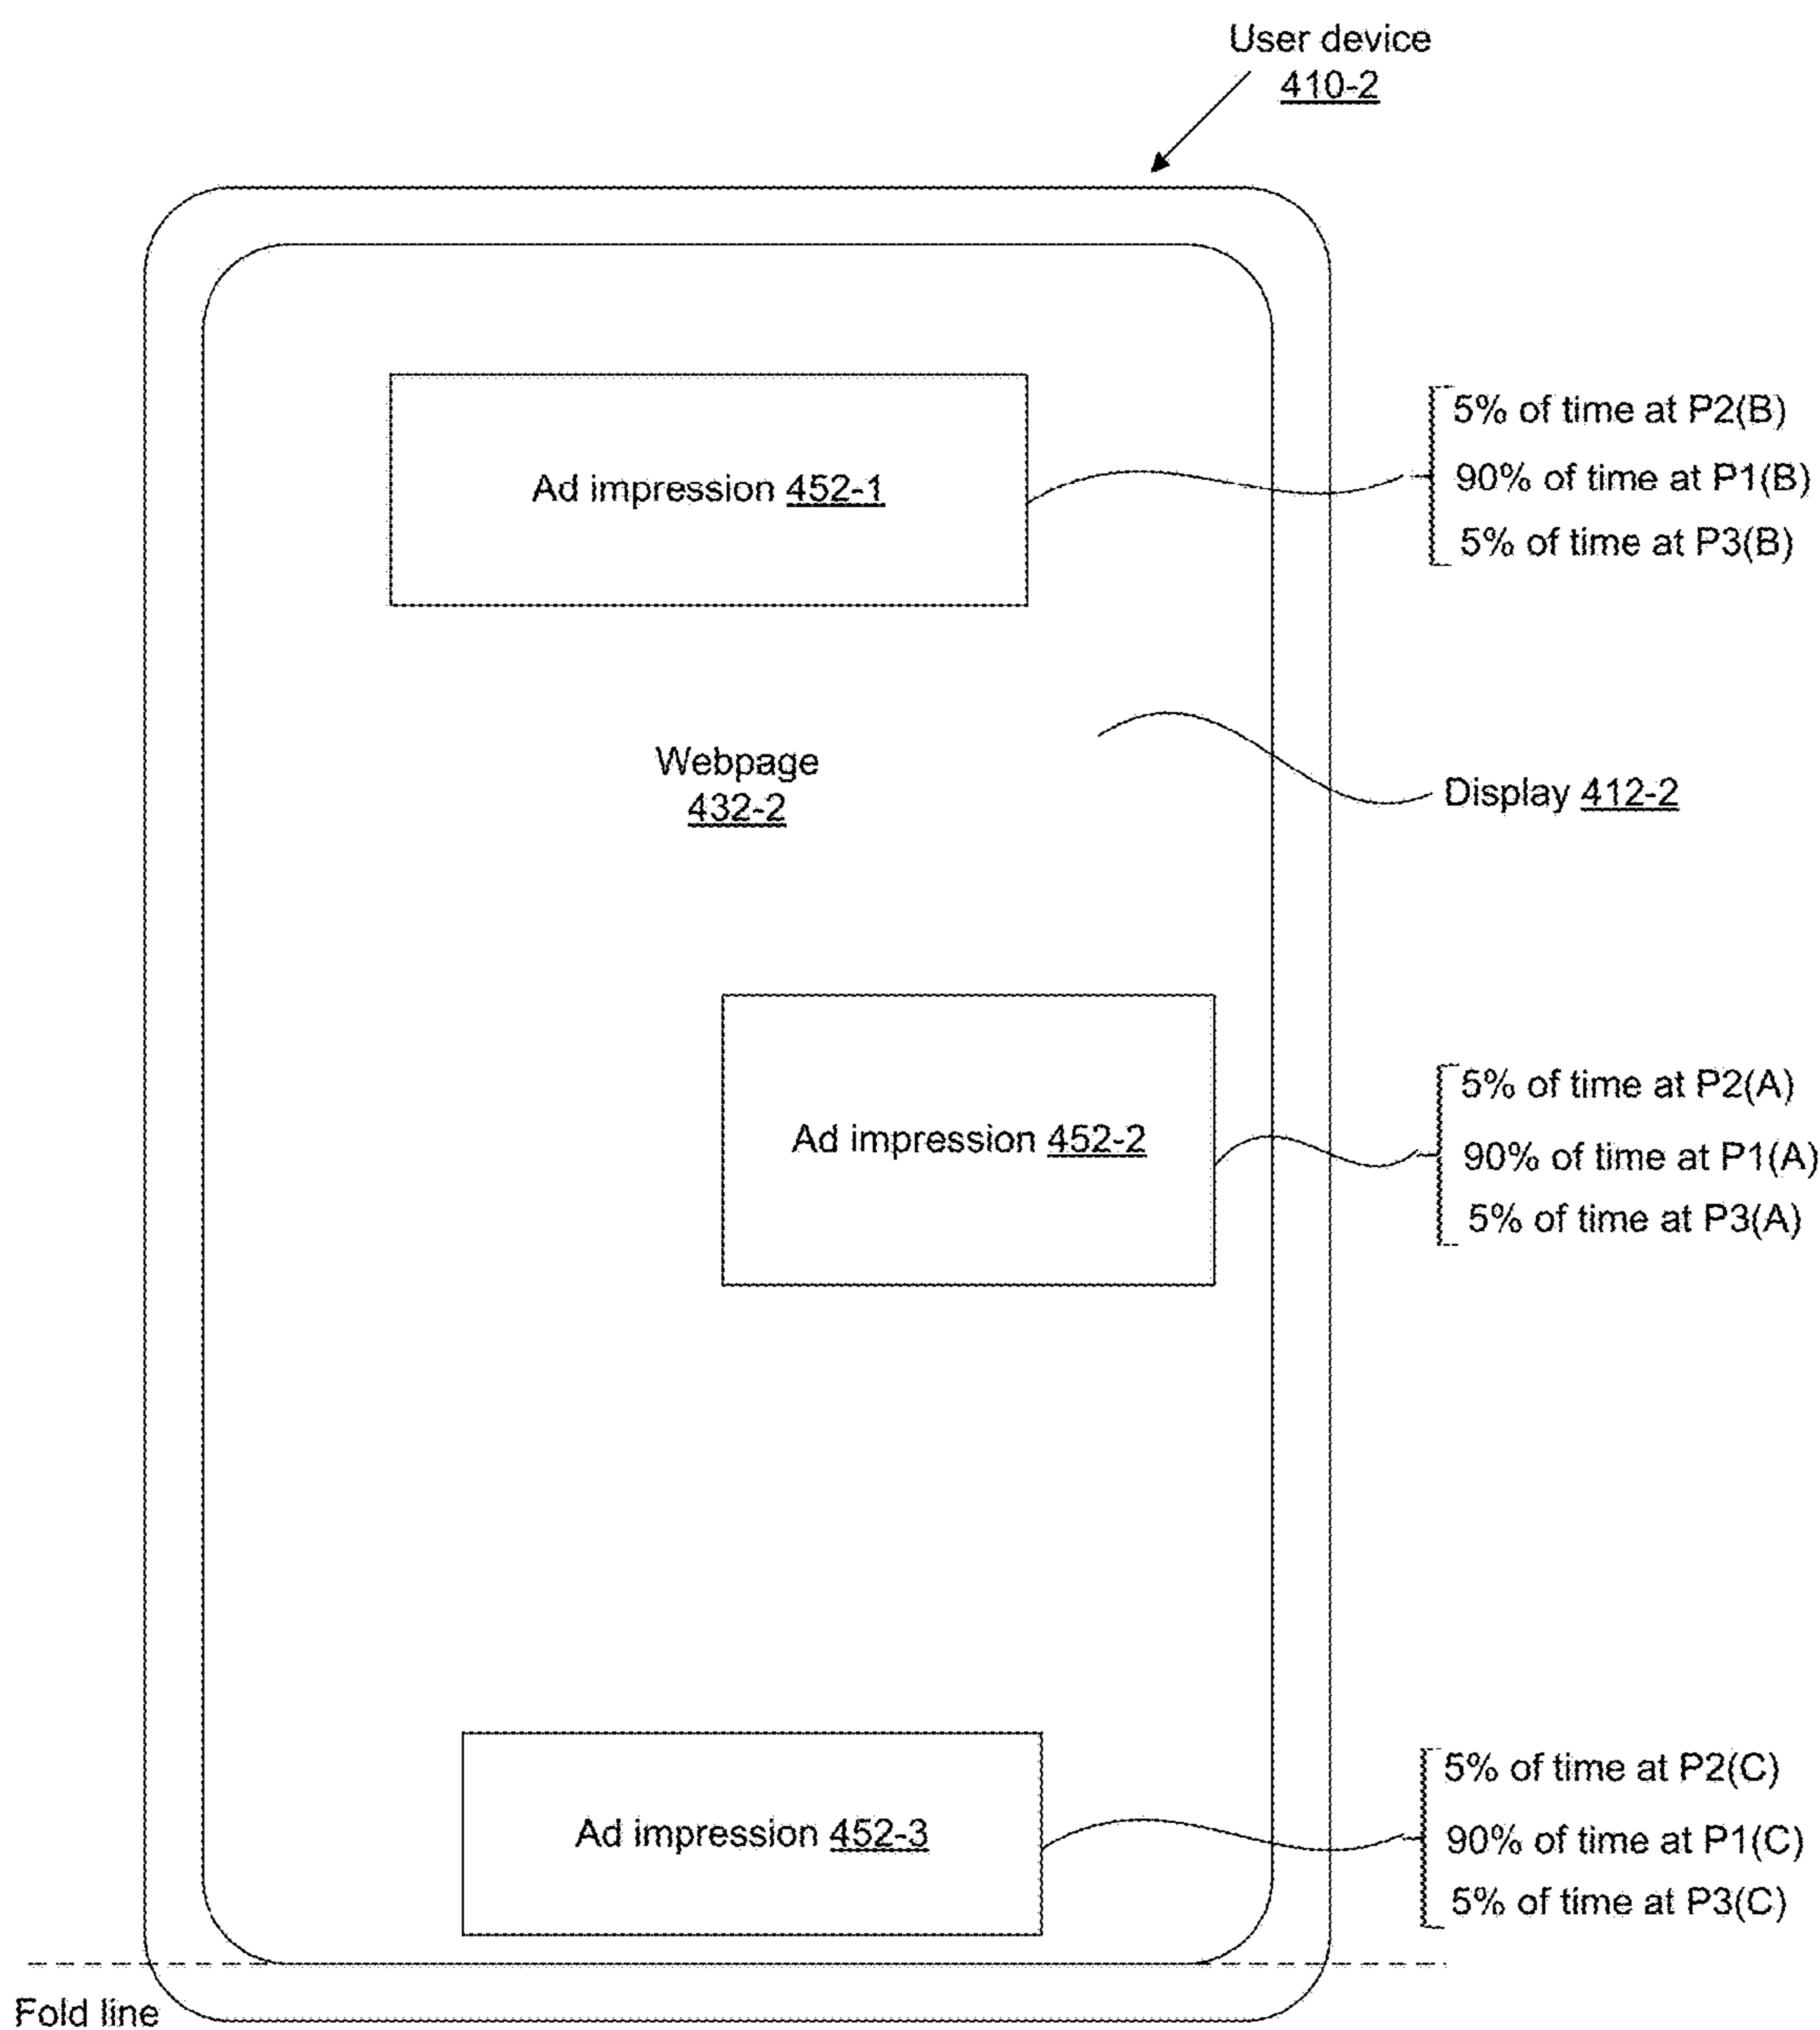 User device
410-2
5% of time at P2(B)
Ad impression 452-1
90% of time at P1(B)
5% of time at P3(B)
Webpage
432-2
Display 412-2
5% of time at P2(A)
Ad impression 452-2
90% of time at P1(A)
5% of time at P3(A)
5% of time at P2(C)
Ad impression 452-3
90% of time at P1(C)
5% of time at P3(C)
Fold line